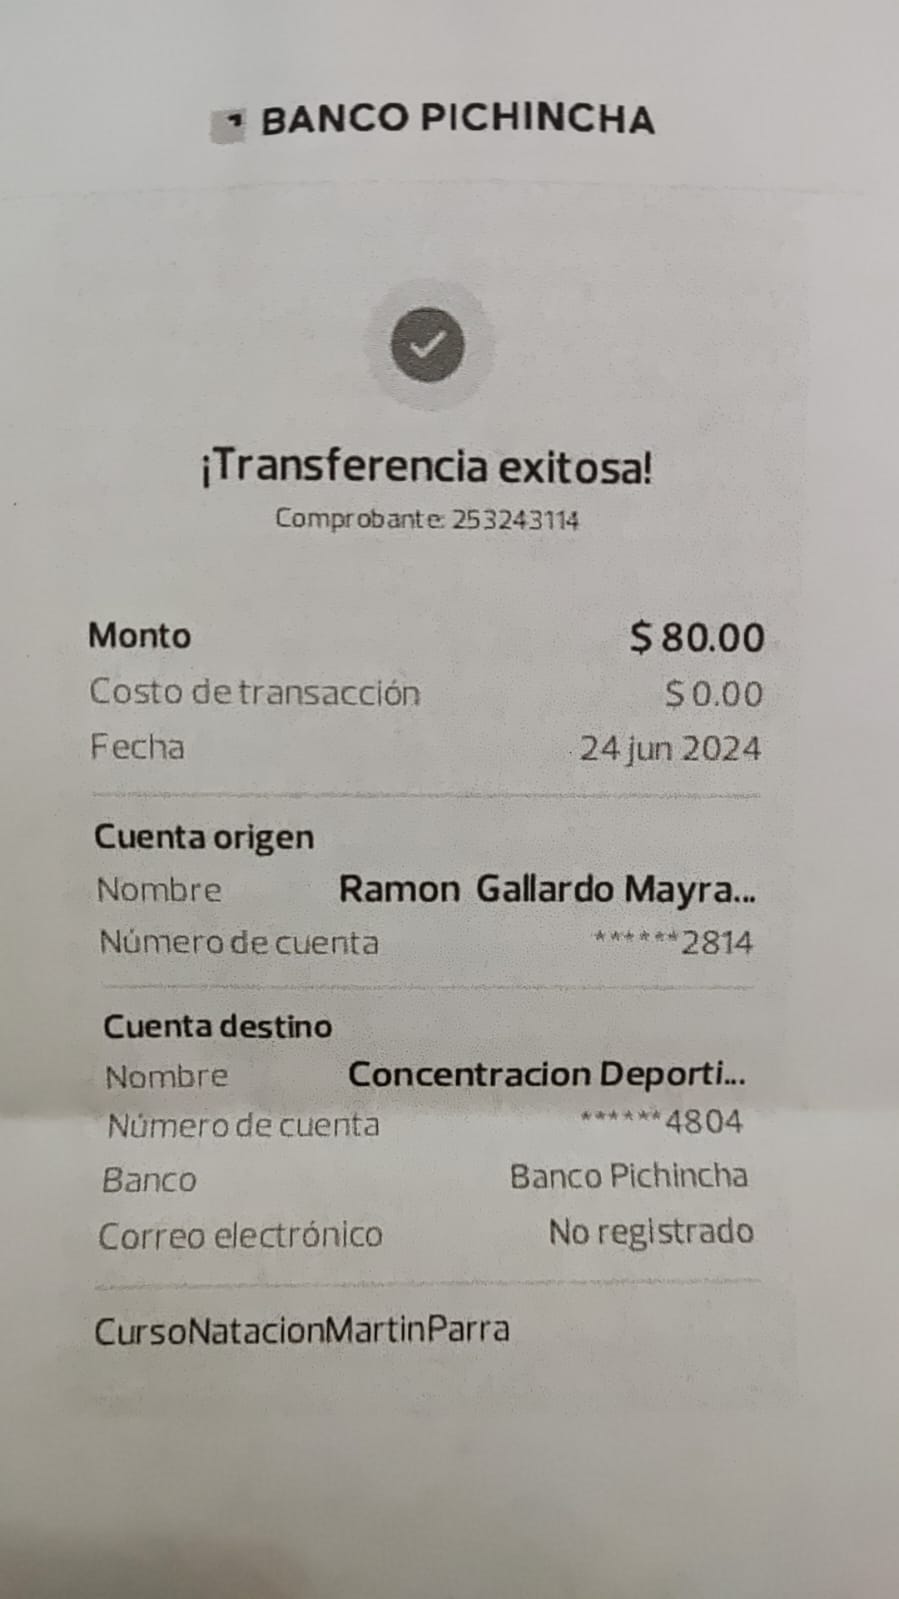 BANCO PICHINCHA
¡Transferencia exitosa!
Comprobante: 253243114
Monto $ 80.00
Costo de transacción $ 0.00
Fecha 24 jun 2024
Cuenta origen
Nombre Ramon Gallardo Mayra...
Número de cuenta ******2814
Cuenta destino
Nombre Concentracion Deporti...
Número de cuenta ******4804
Banco Banco Pichincha
Correo electrónico No registrado
CursoNatacionMartinParra